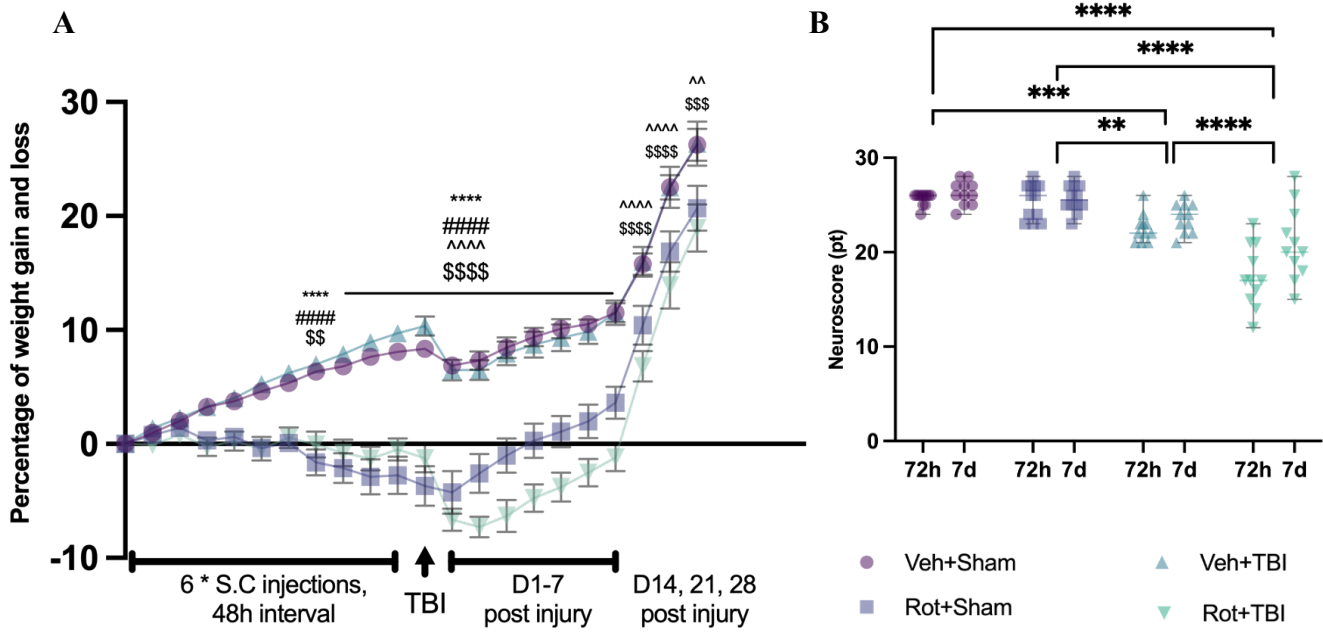 A
B
****
****
***
**
****
^^
$$$
^^^^
$$$$
^^^^
$$$$
****
####
^^^^
$$$$
****
####
$$
Percentage of weight gain and loss
30
20
10
0
-10
6 * S.C injections,
48h interval
TBI
D1-7
post injury
D14, 21, 28
post injury
Neuroscore (pt)
30
20
10
0
72h 7d 72h 7d 72h 7d 72h 7d
Veh+Sham
Veh+TBI
Rot+Sham
Rot+TBI